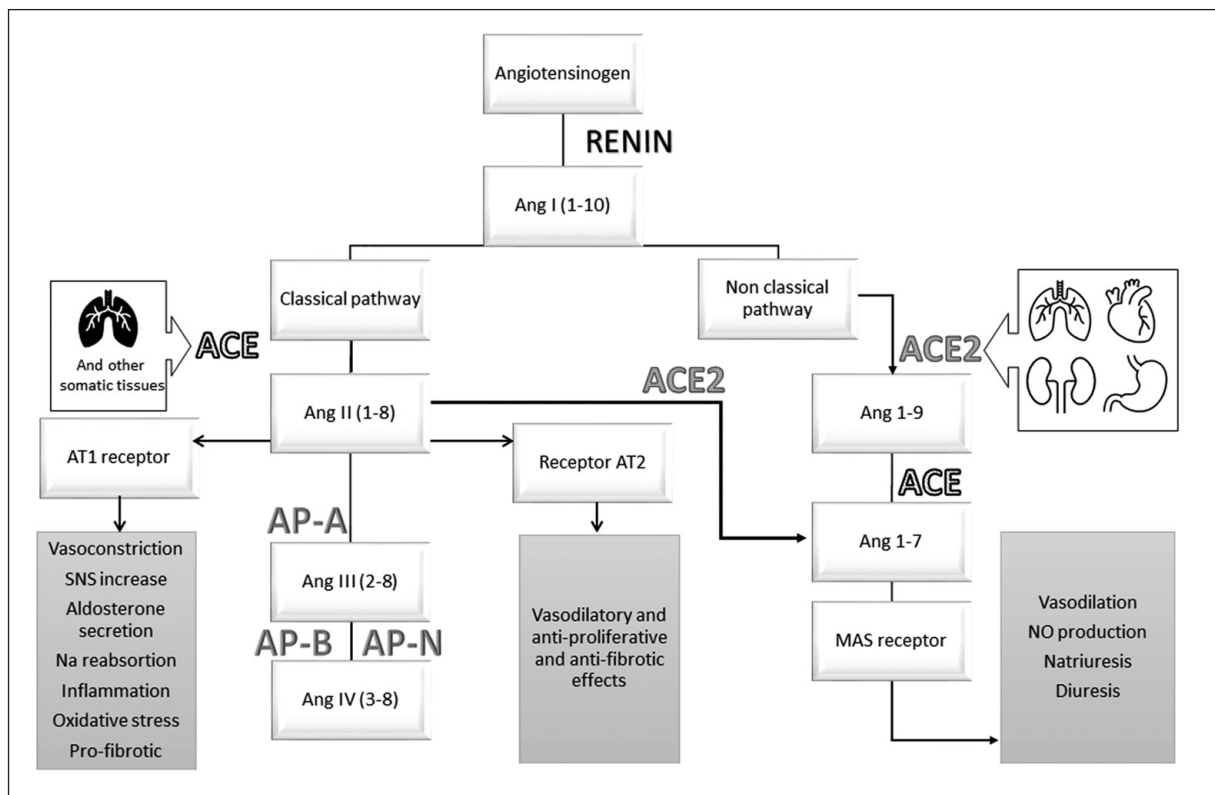 Angiotensinogen
RENIN
Ang I (1-10)
Classical pathway
Non classical
pathway
And other
somatic tissues
ACE
ACE2
ACE2
Ang II (1-8)
Ang 1-9
AT1 receptor
Receptor AT2
ACE
AP-A
Ang 1-7
Vasoconstriction
SNS increase
Aldosterone
secretion
Na reabsortion
Inflammation
Oxidative stress
Pro-fibrotic
Ang III (2-8)
AP-B
AP-N
Ang IV (3-8)
Vasodilatory and
anti-proliferative
and anti-fibrotic
effects
MAS receptor
Vasodilation
NO production
Natriuresis
Diuresis